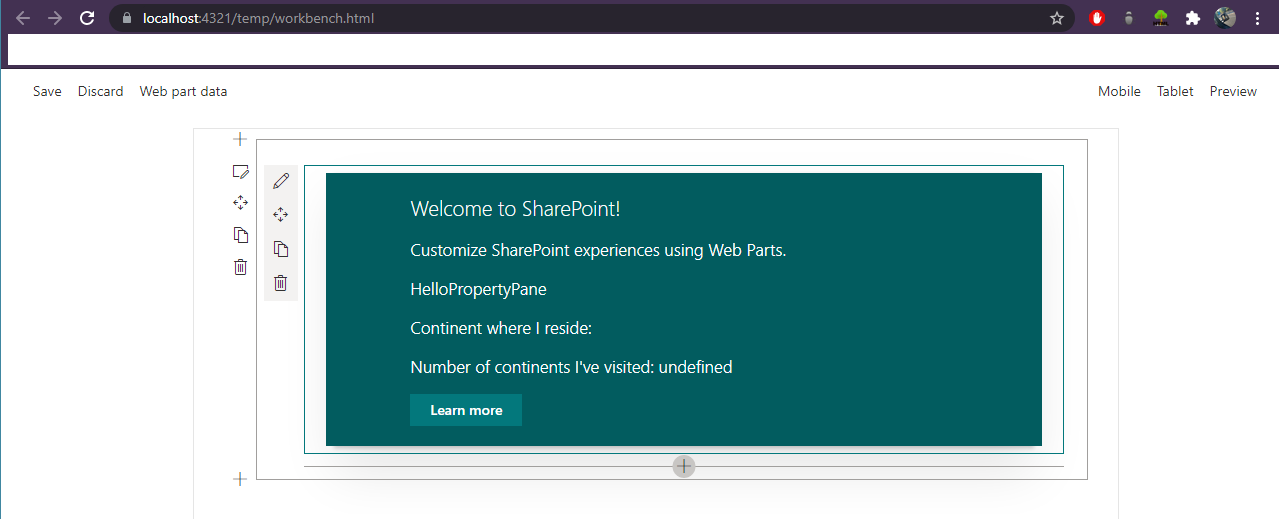 localhost:4321/temp/workbench.html
Save Discard Web part data Mobile Tablet Preview
Welcome to SharePoint!
Customize SharePoint experiences using Web Parts.
HelloPropertyPane
Continent where I reside:
Number of continents I've visited: undefined
Learn more